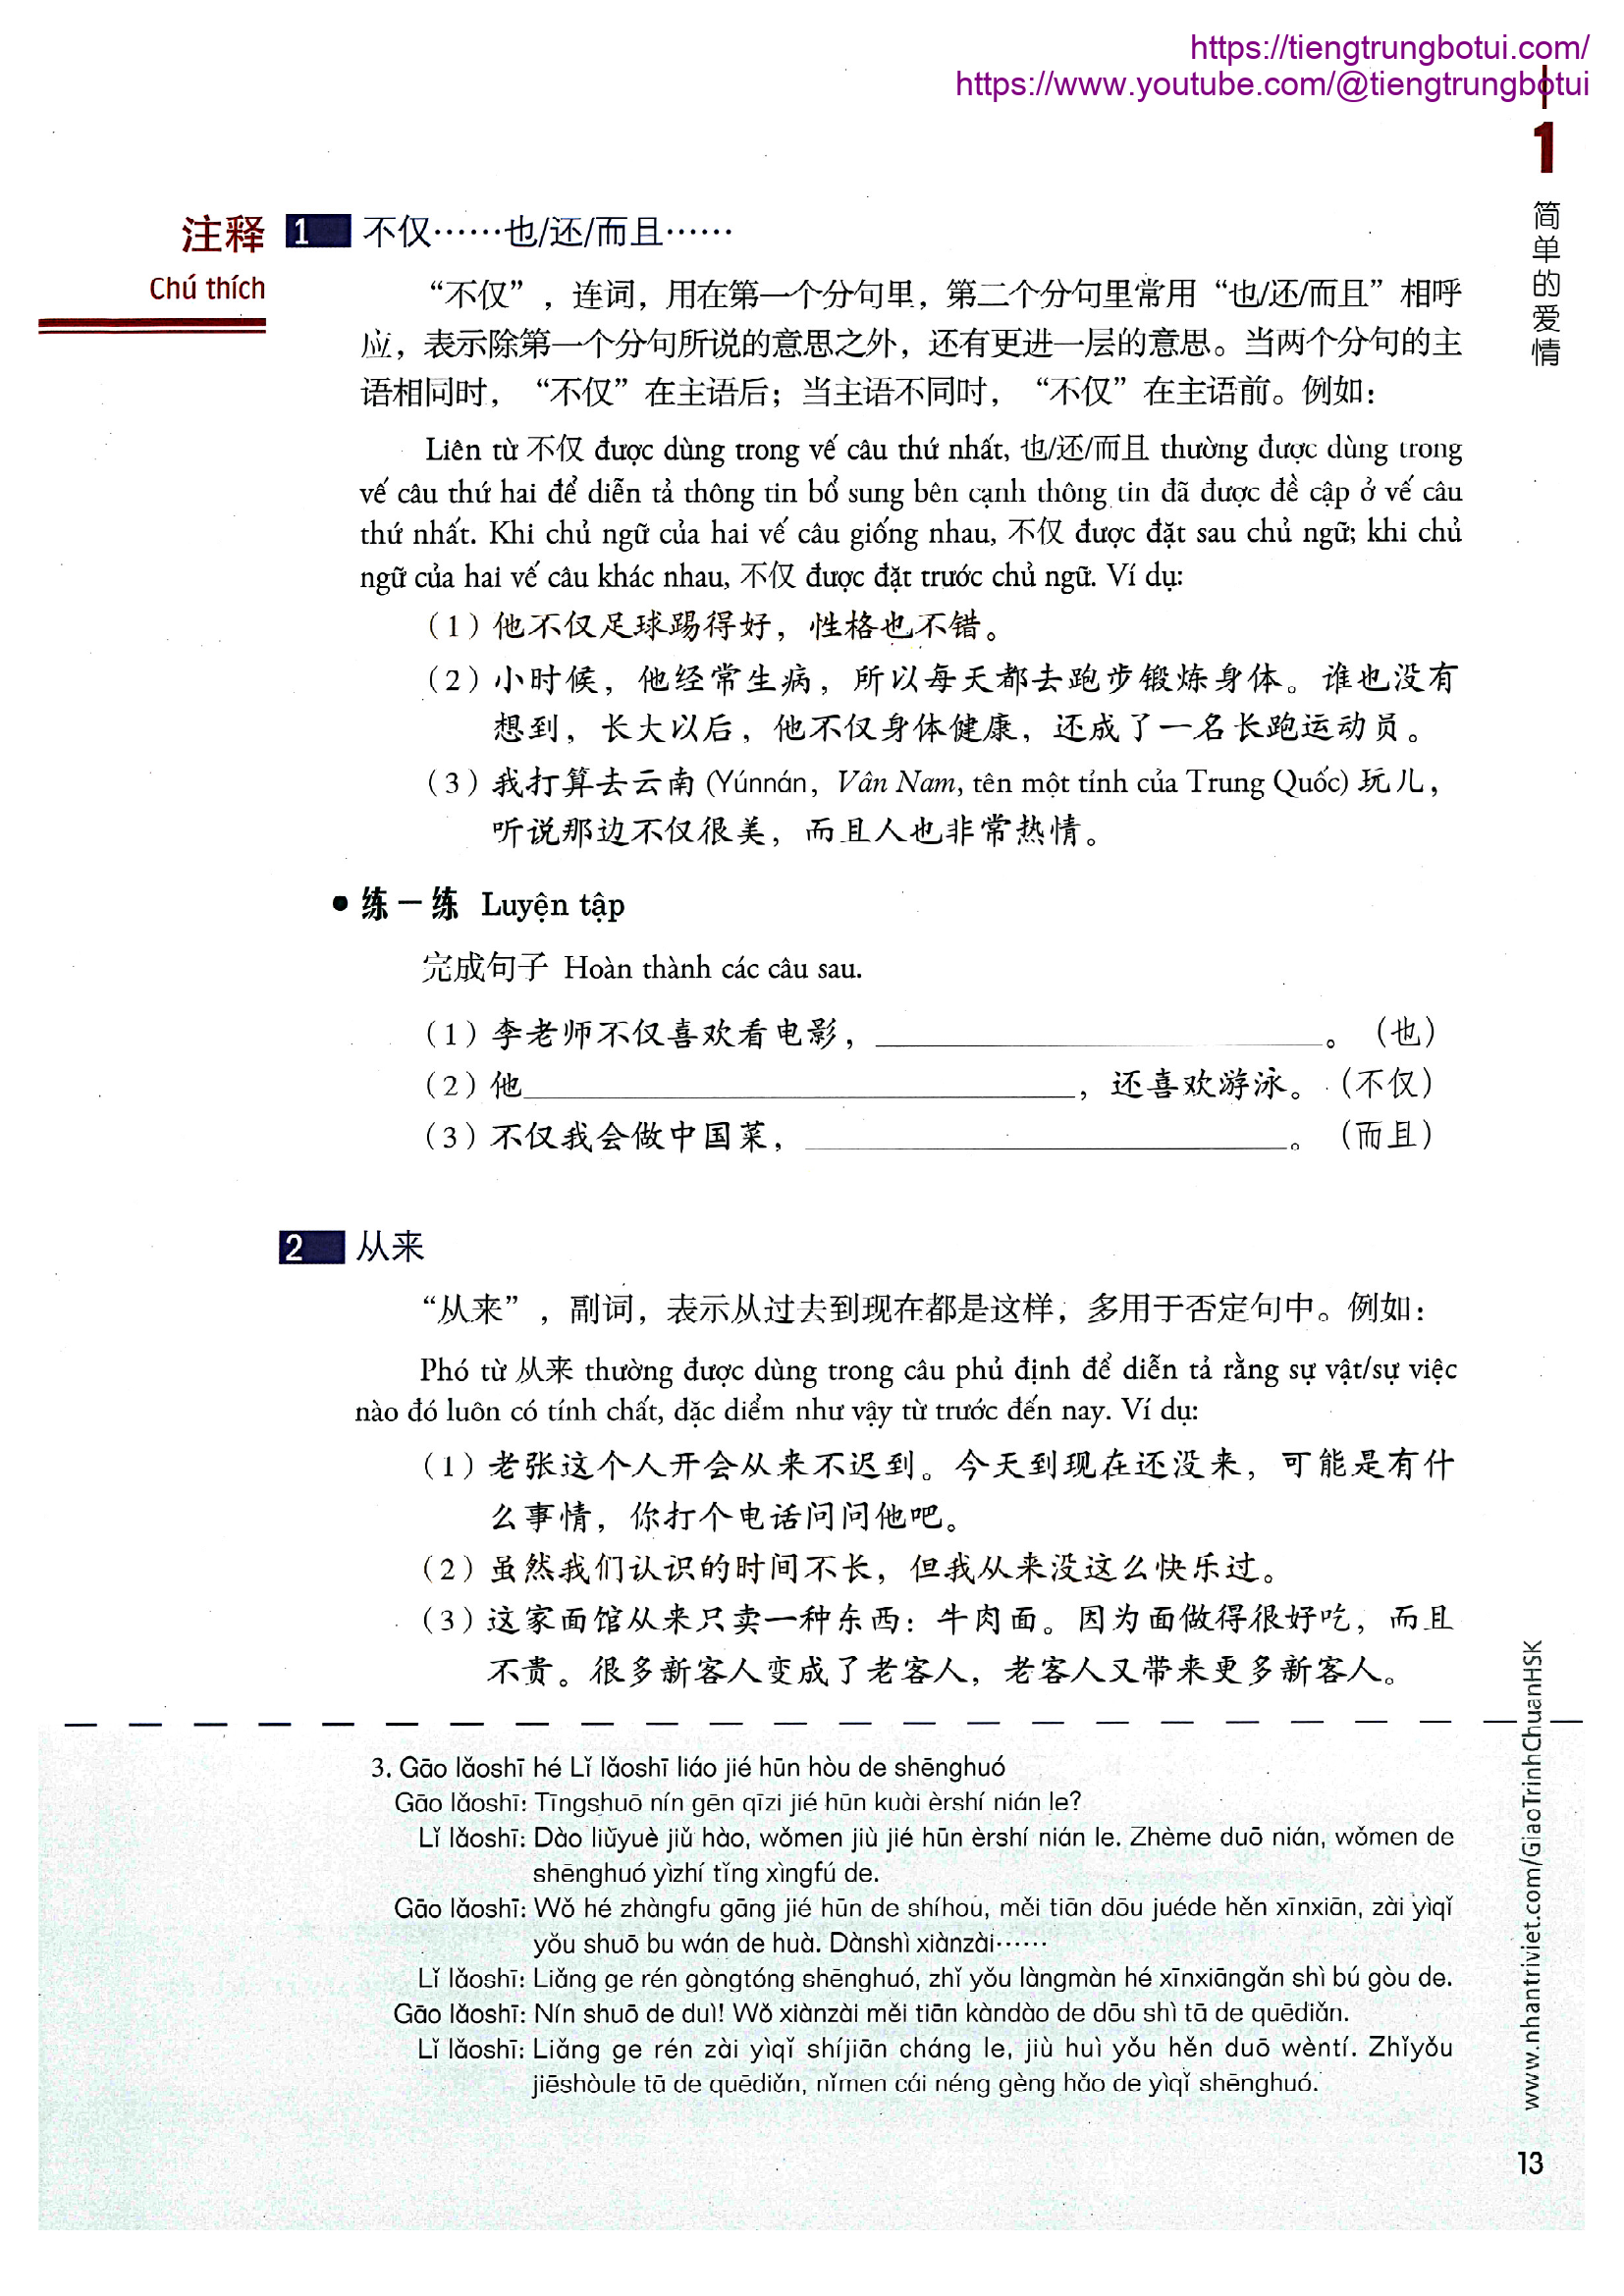 https://tiengtrungbotui.com/
https://www.youtube.com/@tiengtrungbotui
1
简单的爱情
注释
Chú thích
1 不仅……也/还/而且……
“不仅”，连词，用在第一个分句里，第二个分句里常用“也/还/而且”相呼
应，表示除第一个分句所说的意思之外，还有更进一层的意思。当两个分句的主
语相同时，“不仅”在主语后；当主语不同时，“不仅”在主语前。例如：
Liên từ 不仅 được dùng trong vế câu thứ nhất, 也/还/而且 thường được dùng trong
vế câu thứ hai để diễn tả thông tin bổ sung bên cạnh thông tin đã được đề cập ở vế câu
thứ nhất. Khi chủ ngữ của hai vế câu giống nhau, 不仅 được đặt sau chủ ngữ; khi chủ
ngữ của hai vế câu khác nhau, 不仅 được đặt trước chủ ngữ. Ví dụ:
（1）他不仅足球踢得好，性格也不错。
（2）小时候，他经常生病，所以每天都去跑步锻炼身体。谁也没有
想到，长大以后，他不仅身体健康，还成了一名长跑运动员。
（3）我打算去云南 (Yúnnán, Vân Nam, tên một tỉnh của Trung Quốc) 玩儿，
听说那边不仅很美，而且人也非常热情。
● 练一练 Luyện tập
完成句子 Hoàn thành các câu sau.
（1）李老师不仅喜欢看电影，____________________。（也）
（2）他____________________，还喜欢游泳。（不仅）
（3）不仅我会做中国菜，____________________。（而且）
2 从来
“从来”，副词，表示从过去到现在都是这样，多用于否定句中。例如：
Phó từ 从来 thường được dùng trong câu phủ định để diễn tả rằng sự vật/sự việc
nào đó luôn có tính chất, đặc điểm như vậy từ trước đến nay. Ví dụ:
（1）老张这个人开会从来不迟到。今天到现在还没来，可能是有什
么事情，你打个电话问问他吧。
（2）虽然我们认识的时间不长，但我从来没这么快乐过。
（3）这家面馆从来只卖一种东西：牛肉面。因为面做得很好吃，而且
不贵。很多新客人变成了老客人，老客人又带来更多新客人。
3. Gāo lǎoshī hé Lǐ lǎoshī liáo jié hūn hòu de shēnghuó
Gāo lǎoshī: Tīngshuō nín gēn qīzi jié hūn kuài èrshí nián le?
Lǐ lǎoshī: Dào liùyuè jiǔ hào, wǒmen jiù jié hūn èrshí nián le. Zhème duō nián, wǒmen de
shēnghuó yìzhí tǐng xìngfú de.
Gāo lǎoshī: Wǒ hé zhàngfu gāng jié hūn de shíhou, měi tiān dōu juéde hěn xīnxiān, zài yìqǐ
yǒu shuō bu wán de huà. Dànshì xiànzài……
Lǐ lǎoshī: Liǎng ge rén gòngtóng shēnghuó, zhǐ yǒu làngmàn hé xīnxiāngǎn shì bú gòu de.
Gāo lǎoshī: Nín shuō de duì! Wǒ xiànzài měi tiān kàndào de dōu shì tā de quēdiǎn.
Lǐ lǎoshī: Liǎng ge rén zài yìqǐ shíjiān cháng le, jiù huì yǒu hěn duō wèntí. Zhǐyǒu
jiēshòule tā de quēdiǎn, nǐmen cái néng gèng hǎo de yìqǐ shēnghuó.
www.nhantriviet.com/GiaoTrinhChuanHSK
13